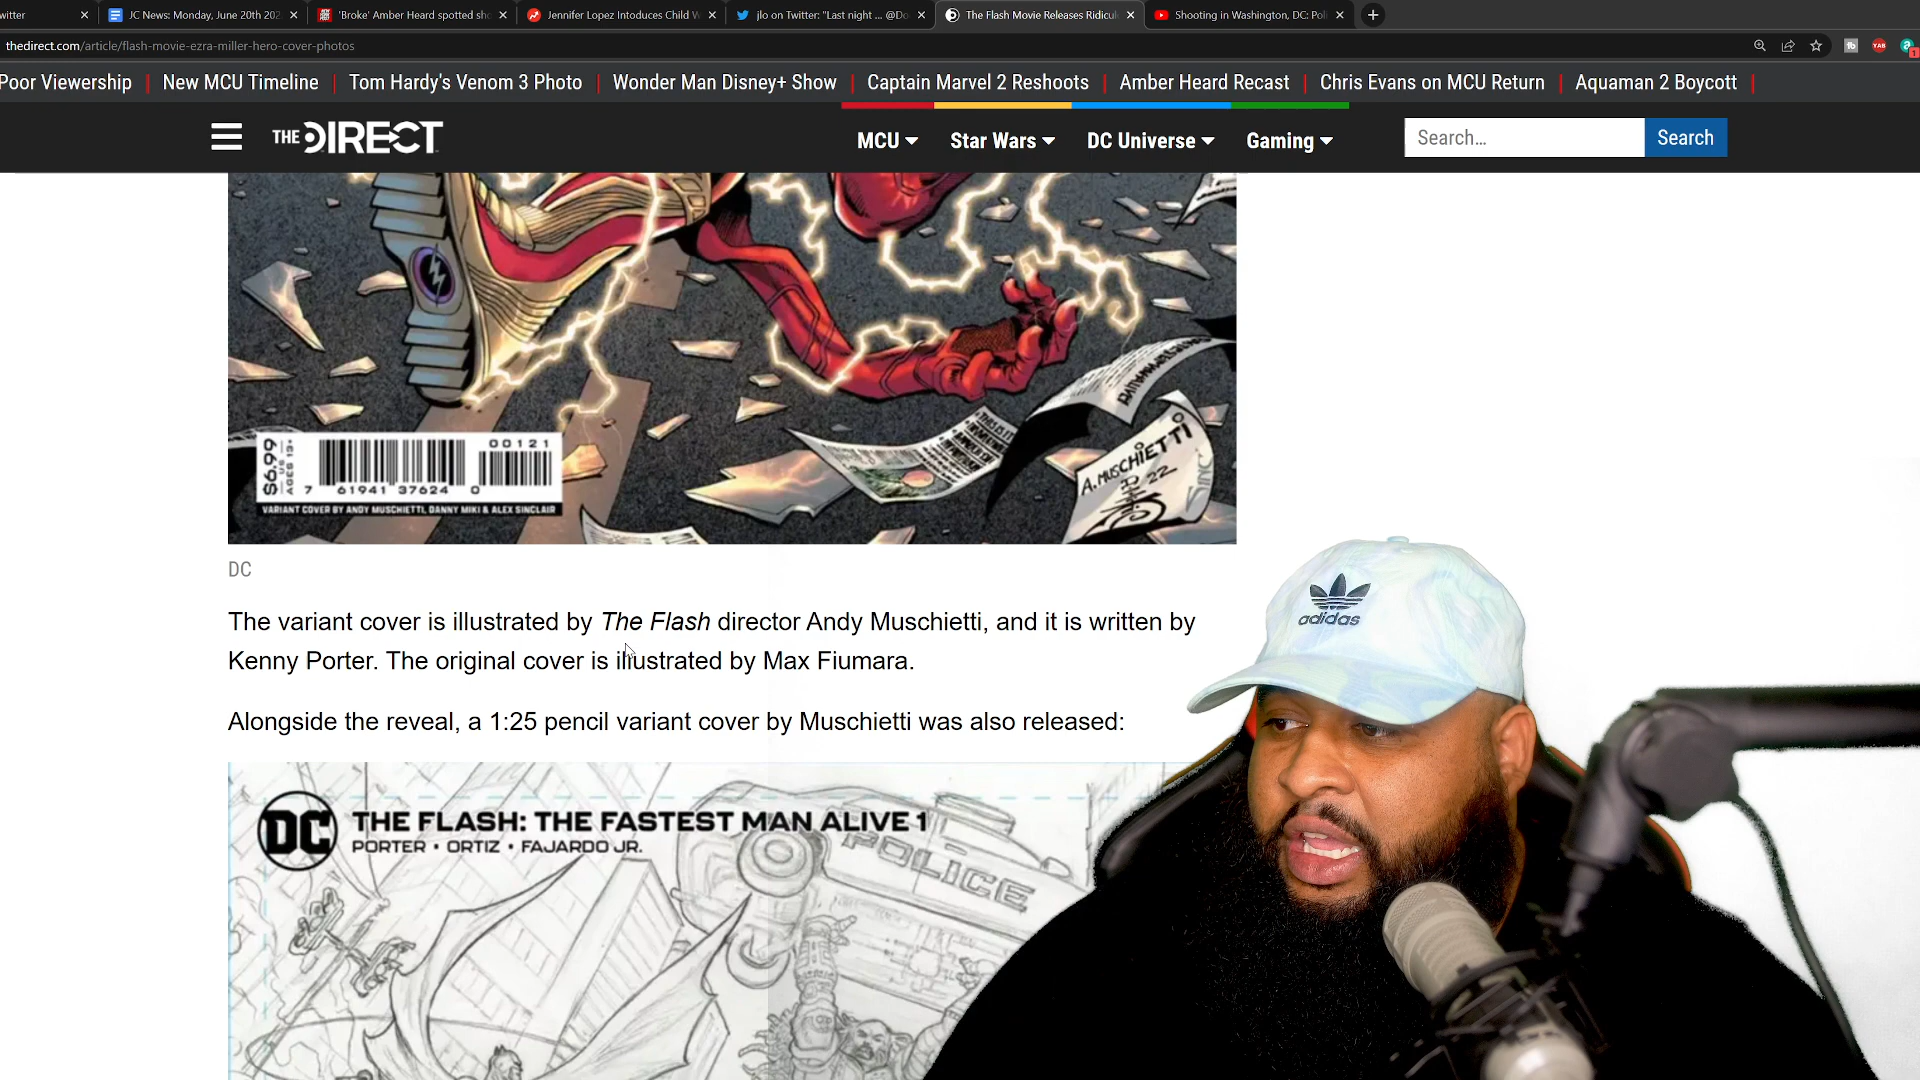 witter
JC News: Monday, June 20th 202
'Broke' Amber Heard spotted sho
Jennifer Lopez Intoduces Child W
jlo on Twitter: "Last night ... @Do
The Flash Movie Releases Ridicul
Shooting in Washington, DC: Poli
thedirect.com/article/flash-movie-ezra-miller-hero-cover-photos
Poor Viewership | New MCU Timeline | Tom Hardy's Venom 3 Photo | Wonder Man Disney+ Show | Captain Marvel 2 Reshoots | Amber Heard Recast | Chris Evans on MCU Return | Aquaman 2 Boycott |
THE DIRECT
MCU
Star Wars
DC Universe
Gaming
Search...
Search
$6.99
US
AGES 13+
00121
7 61941 37624 0
VARIANT COVER BY ANDY MUSCHIETTI, DANNY MIKI & ALEX SINCLAIR
A. MUSCHIETTI
22
DC
The variant cover is illustrated by The Flash director Andy Muschietti, and it is written by
Kenny Porter. The original cover is illustrated by Max Fiumara.
Alongside the reveal, a 1:25 pencil variant cover by Muschietti was also released:
DC
THE FLASH: THE FASTEST MAN ALIVE 1
PORTER • ORTIZ • FAJARDO JR.
POLICE
adidas